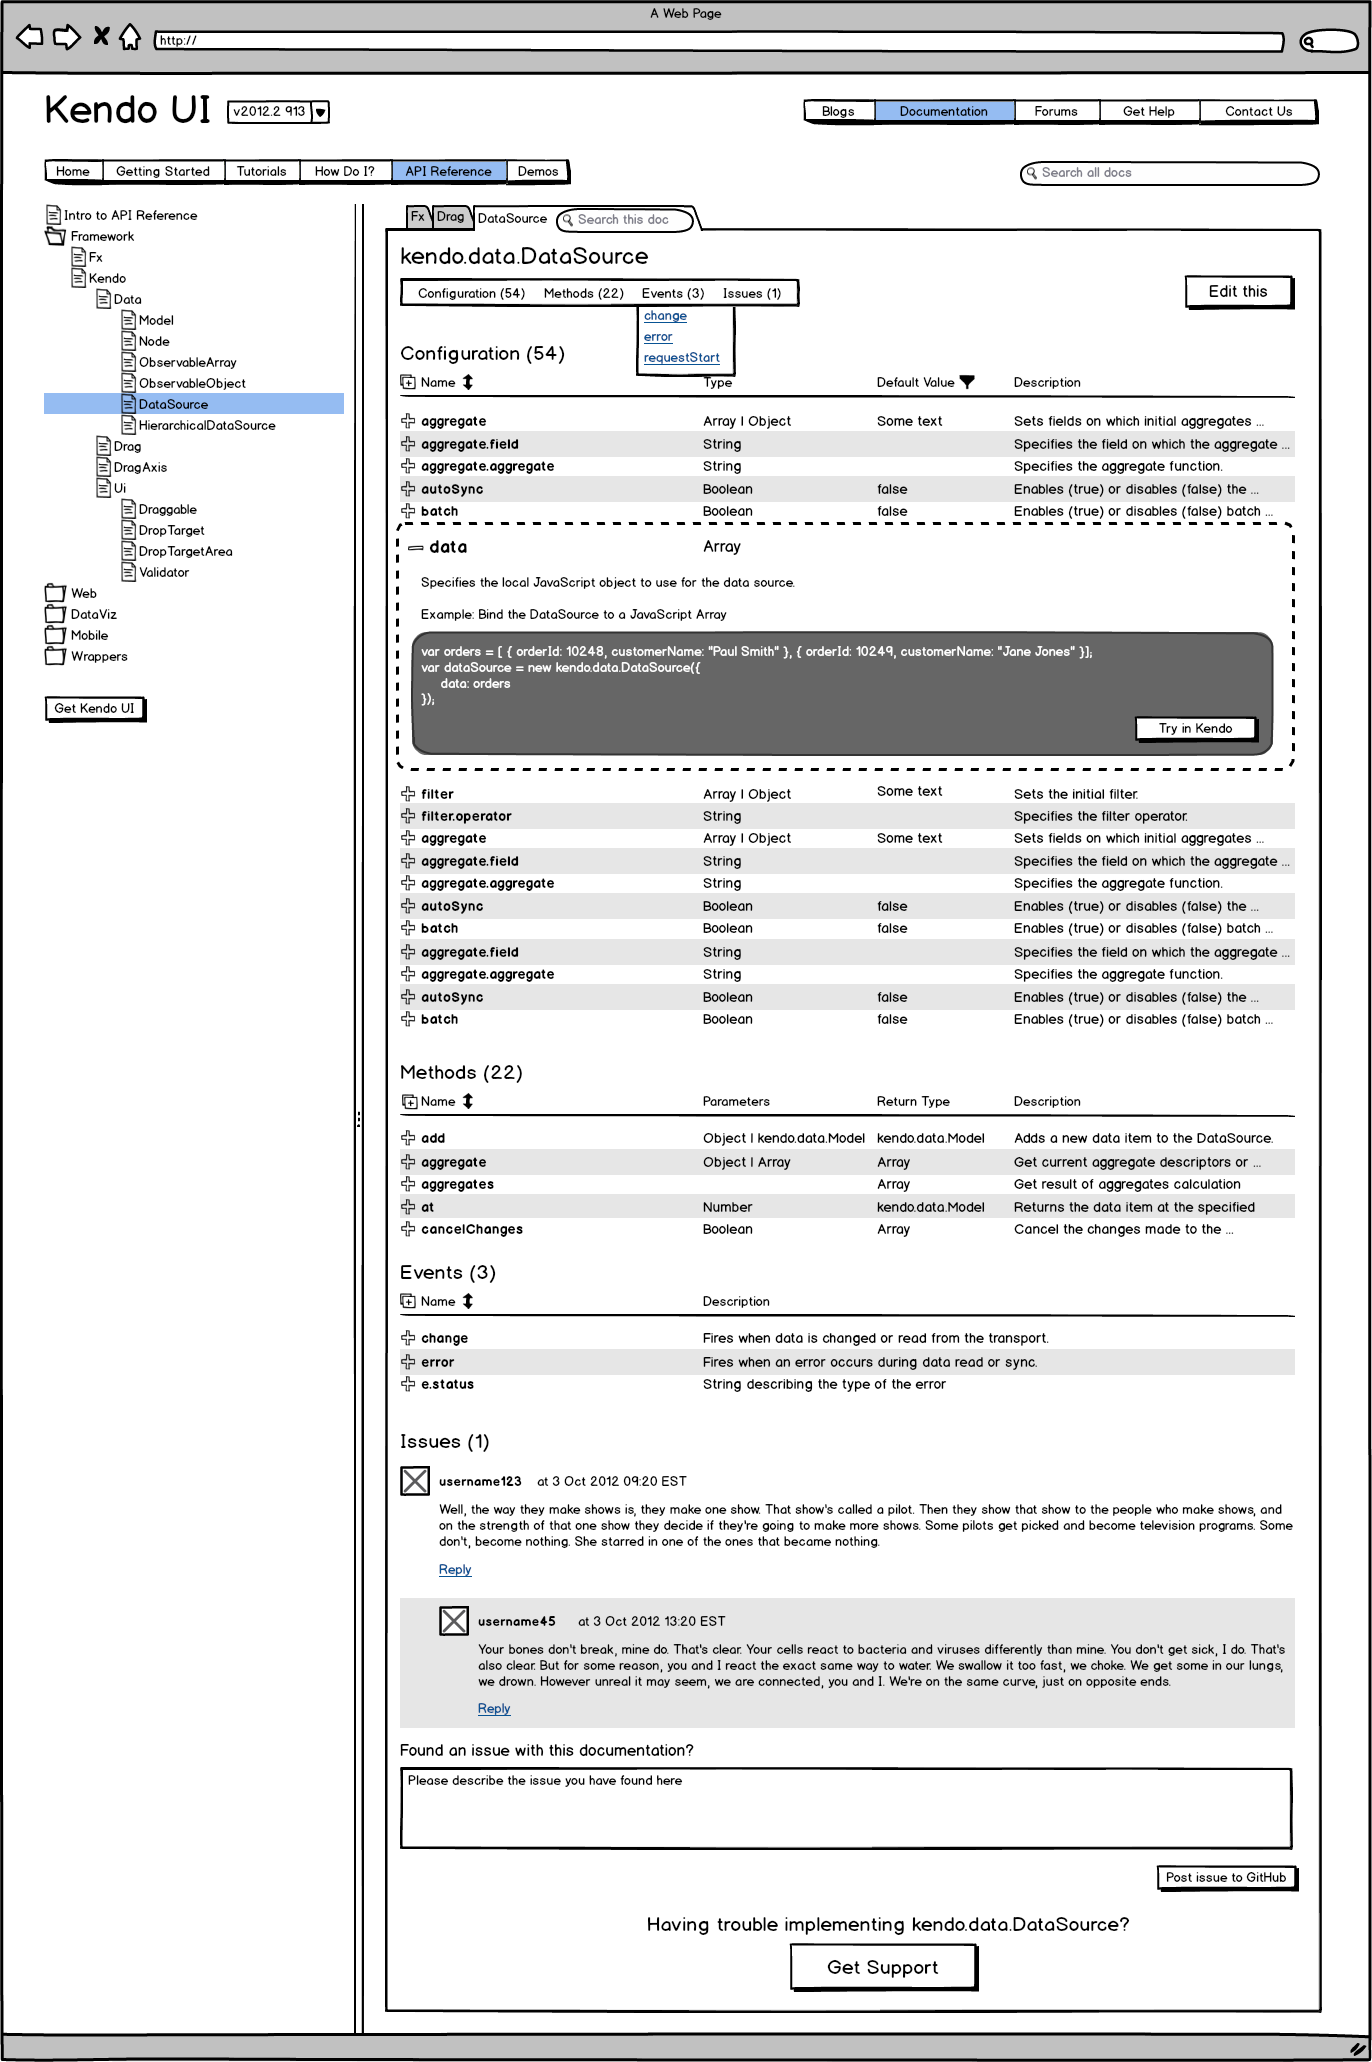 A Web Page
http://
Kendo UI
v2012.2 913
Blogs Documentation Forums Get Help Contact Us
Home Getting Started Tutorials How Do I? API Reference Demos
Search all docs
Intro to API Reference
Framework
Fx
Kendo
Data
Model
Node
ObservableArray
ObservableObject
DataSource
HierarchicalDataSource
Drag
DragAxis
Ui
Draggable
DropTarget
DropTargetArea
Validator
Web
DataViz
Mobile
Wrappers
Get Kendo UI
Fx Drag DataSource Search this doc
kendo.data.DataSource
Configuration (54) Methods (22) Events (3) Issues (1)
Edit this
change
error
requestStart
Configuration (54)
Name Type Default Value Description
aggregate Array | Object Some text Sets fields on which initial aggregates ...
aggregate.field String Specifies the field on which the aggregate ...
aggregate.aggregate String Specifies the aggregate function.
autoSync Boolean false Enables (true) or disables (false) the ...
batch Boolean false Enables (true) or disables (false) batch ...
data Array
Specifies the local JavaScript object to use for the data source.
Example: Bind the DataSource to a JavaScript Array
var orders = [ { orderId: 10248, customerName: "Paul Smith" }, { orderId: 10249, customerName: "Jane Jones" }];
var dataSource = new kendo.data.DataSource({
data: orders
});
Try in Kendo
filter Array | Object Some text Sets the initial filter.
filter.operator String Specifies the filter operator.
aggregate Array | Object Some text Sets fields on which initial aggregates ...
aggregate.field String Specifies the field on which the aggregate ...
aggregate.aggregate String Specifies the aggregate function.
autoSync Boolean false Enables (true) or disables (false) the ...
batch Boolean false Enables (true) or disables (false) batch ...
aggregate.field String Specifies the field on which the aggregate ...
aggregate.aggregate String Specifies the aggregate function.
autoSync Boolean false Enables (true) or disables (false) the ...
batch Boolean false Enables (true) or disables (false) batch ...
Methods (22)
Name Parameters Return Type Description
add Object | kendo.data.Model kendo.data.Model Adds a new data item to the DataSource.
aggregate Object | Array Array Get current aggregate descriptors or ...
aggregates Array Get result of aggregates calculation
at Number kendo.data.Model Returns the data item at the specified
cancelChanges Boolean Array Cancel the changes made to the ...
Events (3)
Name Description
change Fires when data is changed or read from the transport.
error Fires when an error occurs during data read or sync.
e.status String describing the type of the error
Issues (1)
username123 at 3 Oct 2012 09:20 EST
Well, the way they make shows is, they make one show. That show's called a pilot. Then they show that show to the people who make shows, and
on the strength of that one show they decide if they're going to make more shows. Some pilots get picked and become television programs. Some
don't, become nothing. She starred in one of the ones that became nothing.
Reply
username45 at 3 Oct 2012 13:20 EST
Your bones don't break, mine do. That's clear. Your cells react to bacteria and viruses differently than mine. You don't get sick, I do. That's
also clear. But for some reason, you and I react the exact same way to water. We swallow it too fast, we choke. We get some in our lungs,
we drown. However unreal it may seem, we are connected, you and I. We're on the same curve, just on opposite ends.
Reply
Found an issue with this documentation?
Please describe the issue you have found here
Post issue to GitHub
Having trouble implementing kendo.data.DataSource?
Get Support